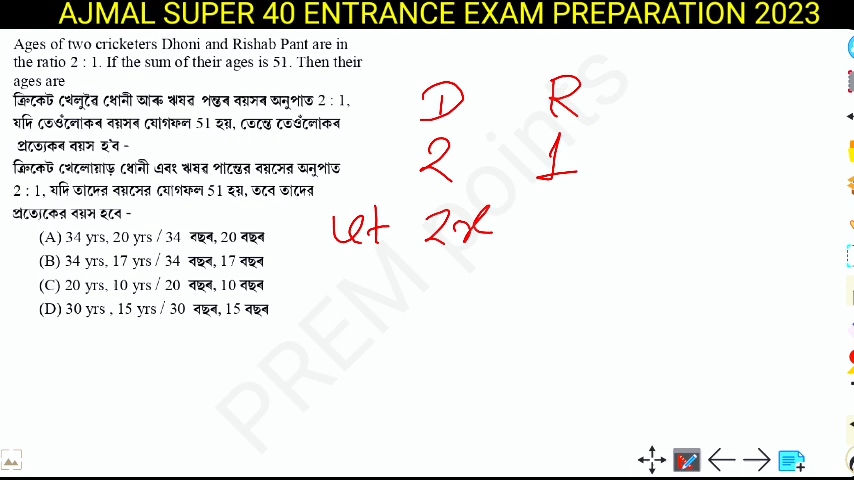 AJMAL SUPER 40 ENTRANCE EXAM PREPARATION 2023
Ages of two cricketers Dhoni and Rishab Pant are in
the ratio 2 : 1. If the sum of their ages is 51. Then their
ages are
ক্ৰিকেট খেলুৱৈ ধোনী আৰু ঋষৱ পন্তৰ বয়সৰ অনুপাত 2 : 1,
যদি তেওঁলোকৰ বয়সৰ যোগফল 51 হয়, তেন্তে তেওঁলোকৰ
প্ৰত্যেকৰ বয়স হ'ব -
ক্রিকেট খেলোয়াড় ধোনী এবং ঋষব পান্তের বয়সের অনুপাত
2 : 1, যদি তাদের বয়সের যোগফল 51 হয়, তবে তাদের
প্রত্যেকের বয়স হবে -
(A) 34 yrs, 20 yrs / 34 বছৰ, 20 বছৰ
(B) 34 yrs, 17 yrs / 34 বছৰ, 17 বছৰ
(C) 20 yrs, 10 yrs / 20 বছৰ, 10 বছৰ
(D) 30 yrs , 15 yrs / 30 বছৰ, 15 বছৰ
D R
2 1
let 2x
PREM points